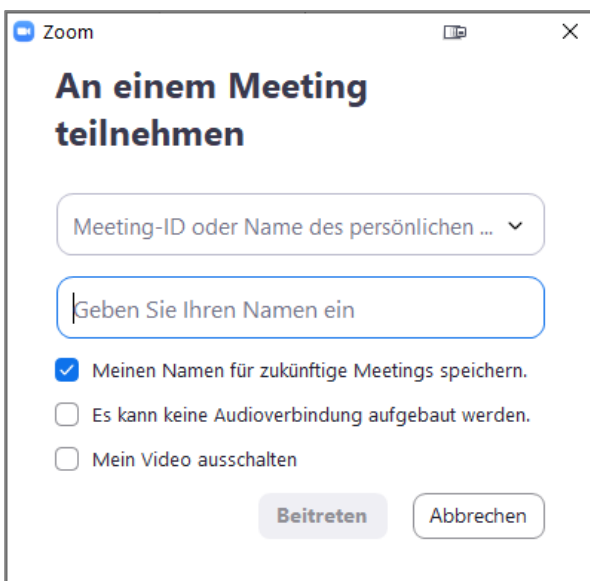 Zoom
An einem Meeting
teilnehmen
Meeting-ID oder Name des persönlichen ...
Geben Sie Ihren Namen ein
Meinen Namen für zukünftige Meetings speichern.
Es kann keine Audioverbindung aufgebaut werden.
Mein Video ausschalten
Beitreten Abbrechen